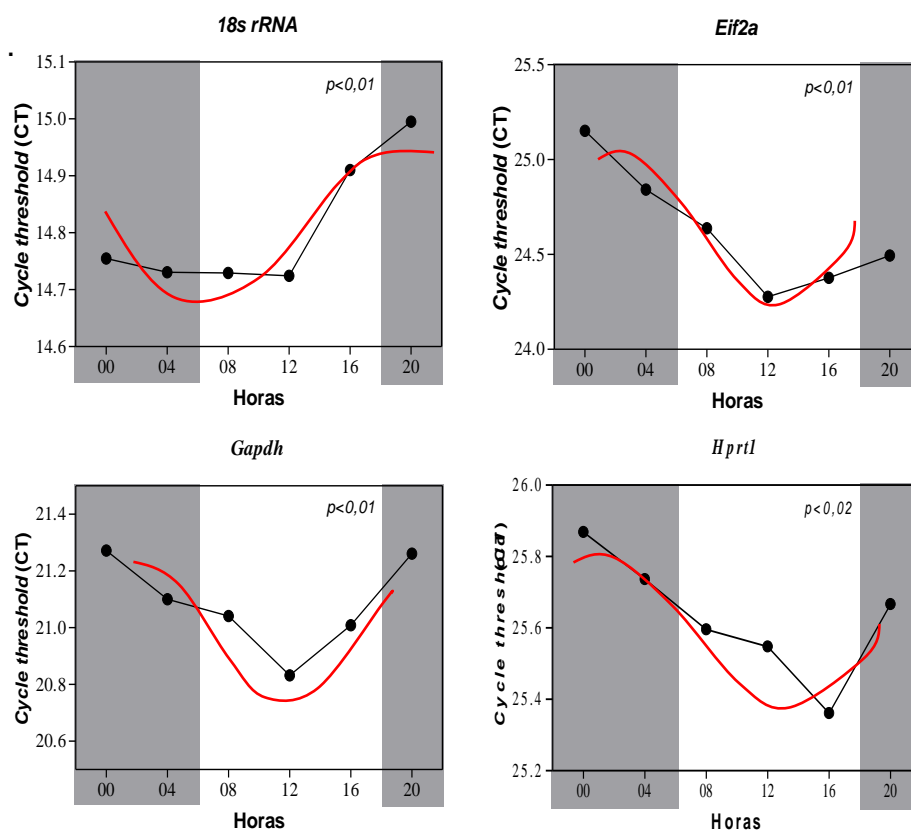 18s rRNA
.
Cycle threshold (CT)
15.1
15.0
14.9
14.8
14.7
14.6
p<0,01
00 04 08 12 16 20
Horas
Eif2a
Cycle threshold (CT)
25.5
25.0
24.5
24.0
p<0,01
00 04 08 12 16 20
Horas
Gapdh
Cycle threshold (CT)
21.4
21.2
21.0
20.8
20.6
p<0,01
00 04 08 12 16 20
Horas
Hprt1
Cycle threshold
26.0
25.8
25.6
25.4
25.2
p<0,02
00 04 08 12 16 20
Horas